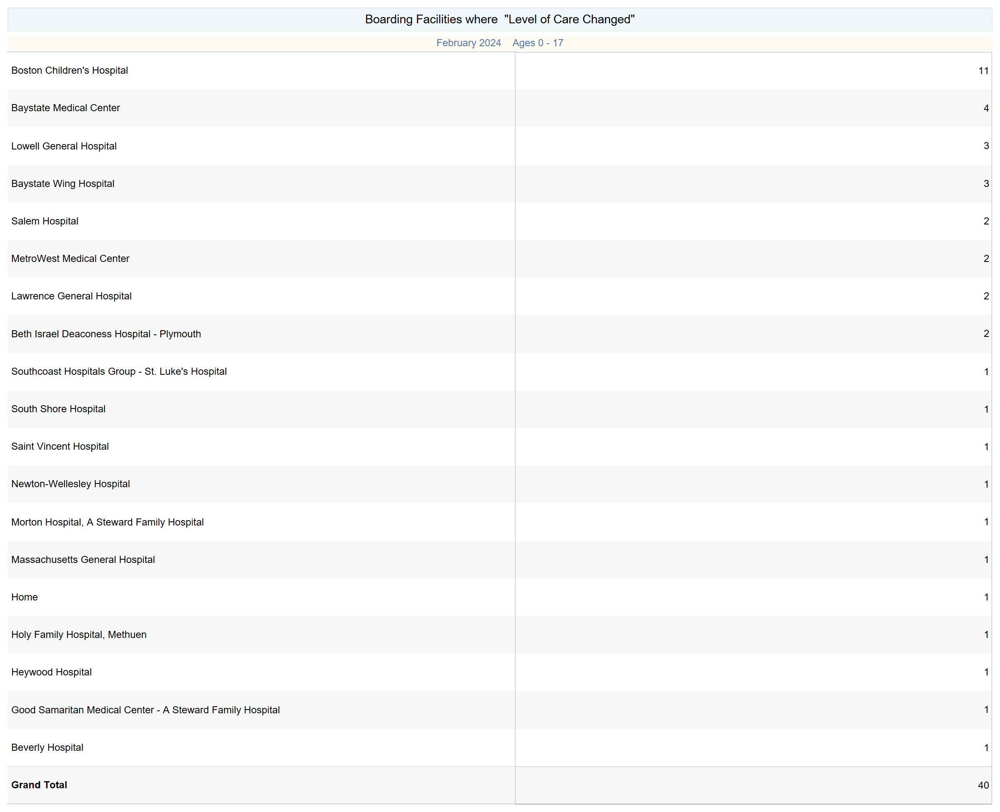 Boarding Facilities where  "Level of Care Changed"
February 2024    Ages 0 - 17
Boston Children's Hospital 11
Baystate Medical Center 4
Lowell General Hospital 3
Baystate Wing Hospital 3
Salem Hospital 2
MetroWest Medical Center 2
Lawrence General Hospital 2
Beth Israel Deaconess Hospital - Plymouth 2
Southcoast Hospitals Group - St. Luke's Hospital 1
South Shore Hospital 1
Saint Vincent Hospital 1
Newton-Wellesley Hospital 1
Morton Hospital, A Steward Family Hospital 1
Massachusetts General Hospital 1
Home 1
Holy Family Hospital, Methuen 1
Heywood Hospital 1
Good Samaritan Medical Center - A Steward Family Hospital 1
Beverly Hospital 1
Grand Total 40